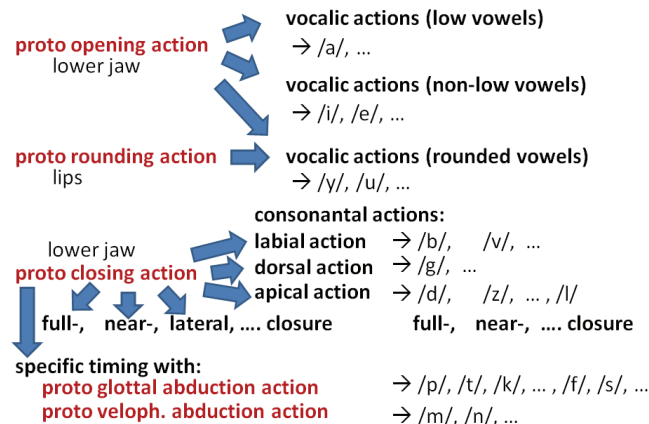 vocalic actions (low vowels)
proto opening action → /a/, ...
lower jaw
vocalic actions (non-low vowels)
→ /i/, /e/, ...
proto rounding action vocalic actions (rounded vowels)
lips → /y/, /u/, ...
consonantal actions:
lower jaw labial action → /b/, /v/, ...
proto closing action dorsal action → /g/, ...
apical action → /d/, /z/, ... , /l/
full-, near-, lateral, .... closure full-, near-, .... closure
specific timing with:
proto glottal abduction action → /p/, /t/, /k/, ... , /f/, /s/, ...
proto veloph. abduction action → /m/, /n/, ...